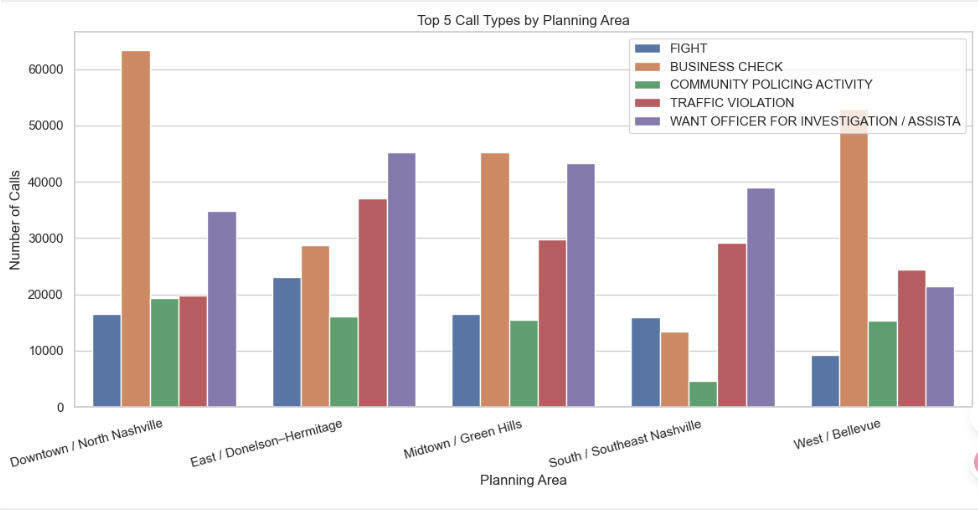 Top 5 Call Types by Planning Area
FIGHT
BUSINESS CHECK
COMMUNITY POLICING ACTIVITY
TRAFFIC VIOLATION
WANT OFFICER FOR INVESTIGATION / ASSISTA
Number of Calls
60000
50000
40000
30000
20000
10000
0
Downtown / North Nashville
East / Donelson–Hermitage
Midtown / Green Hills
South / Southeast Nashville
West / Bellevue
Planning Area